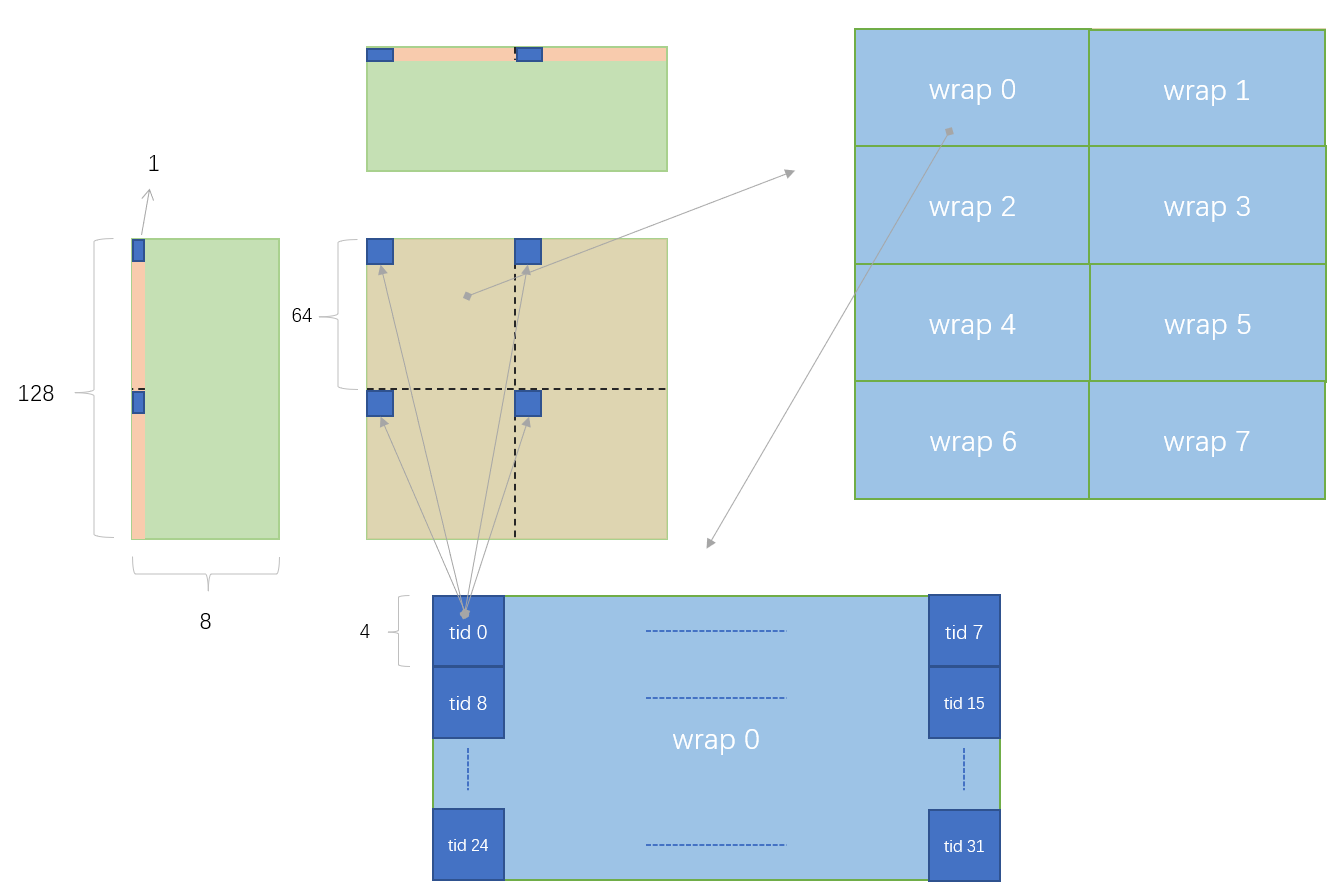 1
128
8
64
wrap 0
wrap 1
wrap 2
wrap 3
wrap 4
wrap 5
wrap 6
wrap 7
4
tid 0
tid 7
tid 8
tid 15
wrap 0
tid 24
tid 31